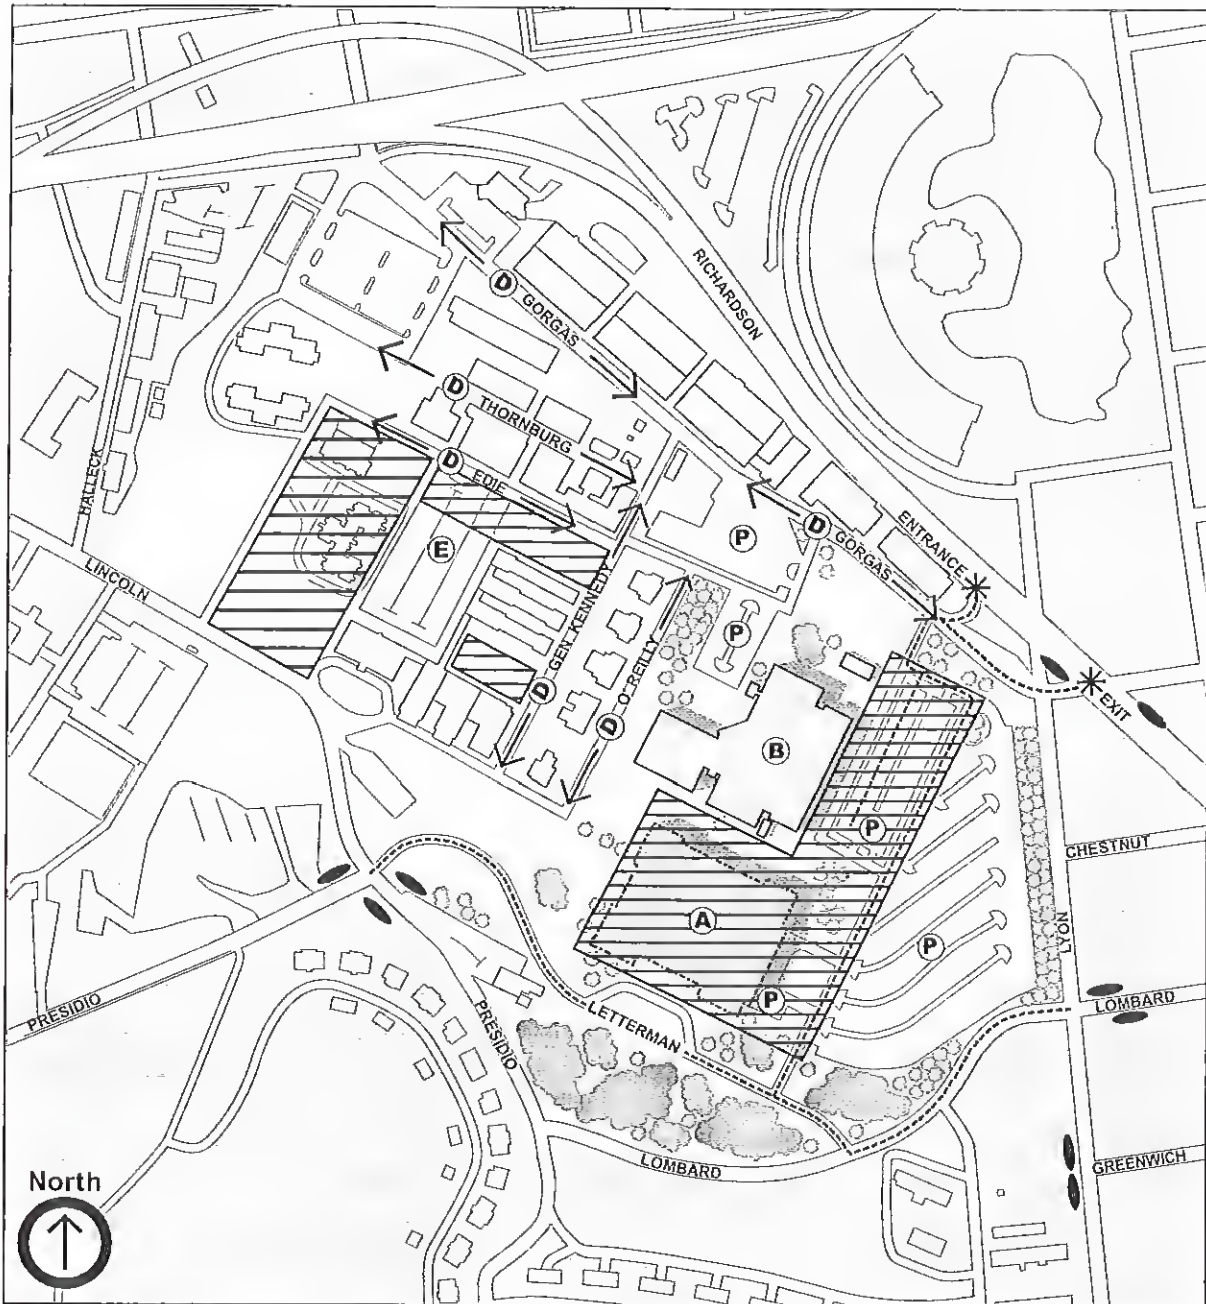 RICHARDSON
D
GORGAS
D
THORNBURG
HALLECK
D
EDIE
ENTRANCE
P
D
GORGAS
E
LINCOLN
GEN KENNEDY
D
P
O'REILLY
D
EXIT
B
P
CHESTNUT
A
P
LYON
P
LOMBARD
PRESIDIO
LETTERMAN
PRESIDIO
LOMBARD
GREENWICH
North